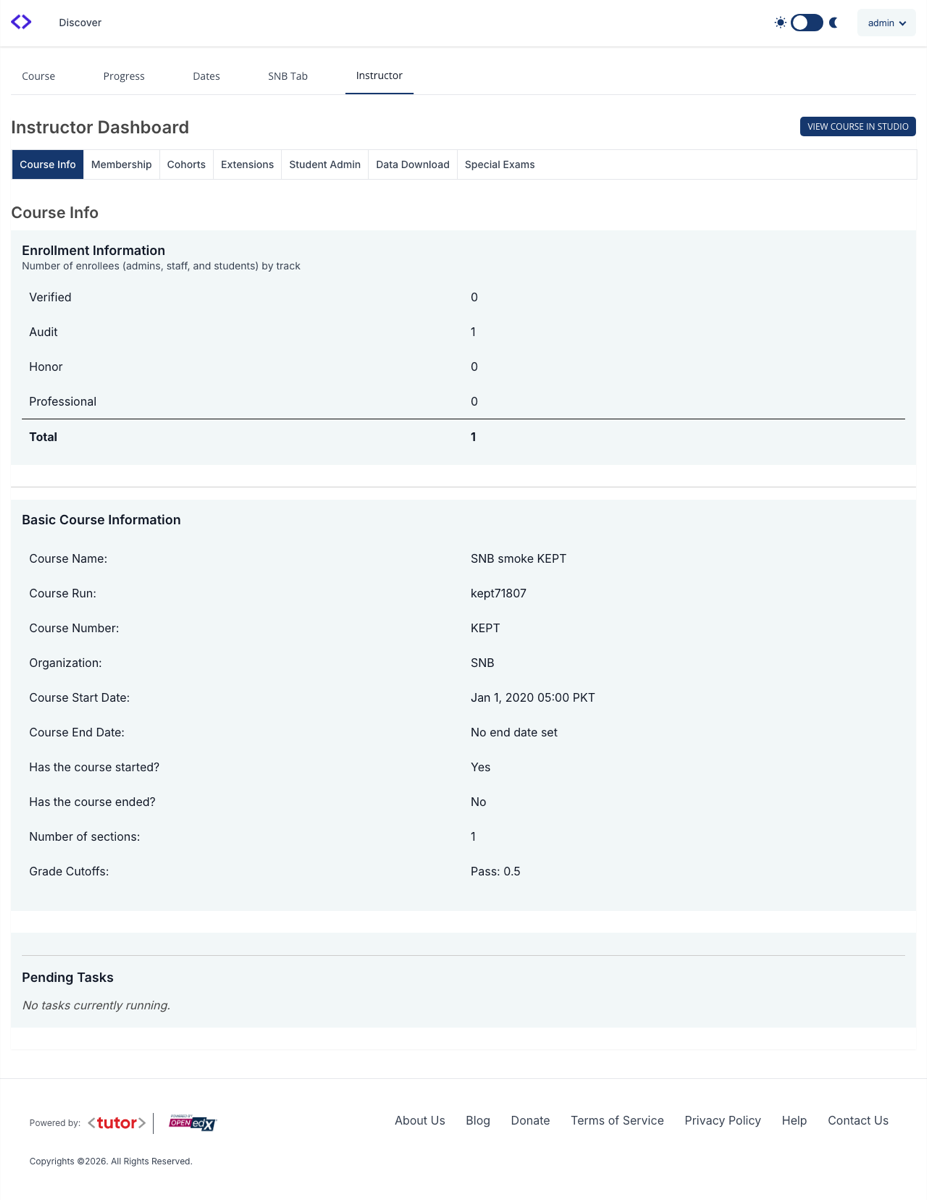 Discover
admin
Course Progress Dates SNB Tab Instructor
Instructor Dashboard
VIEW COURSE IN STUDIO
Course Info Membership Cohorts Extensions Student Admin Data Download Special Exams
Course Info
Enrollment Information
Number of enrollees (admins, staff, and students) by track
Verified 0
Audit 1
Honor 0
Professional 0
Total 1
Basic Course Information
Course Name: SNB smoke KEPT
Course Run: kept71807
Course Number: KEPT
Organization: SNB
Course Start Date: Jan 1, 2020 05:00 PKT
Course End Date: No end date set
Has the course started? Yes
Has the course ended? No
Number of sections: 1
Grade Cutoffs: Pass: 0.5
Pending Tasks
No tasks currently running.
Powered by: <tutor> POWERED BY OPEN edX About Us Blog Donate Terms of Service Privacy Policy Help Contact Us
Copyrights ©2026. All Rights Reserved.